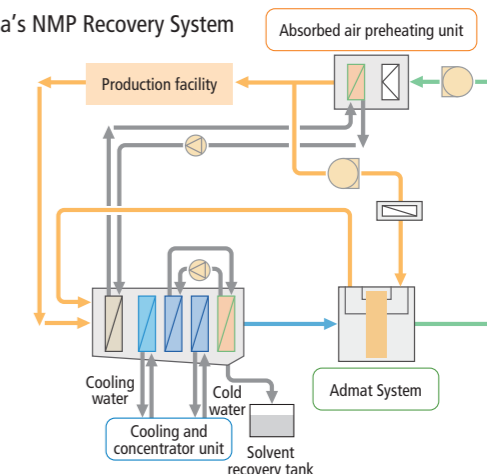 a's NMP Recovery System
Absorbed air preheating unit
Production facility
Cooling
water
Cold
water
Admat System
Cooling and
concentrator unit
Solvent
recovery tank